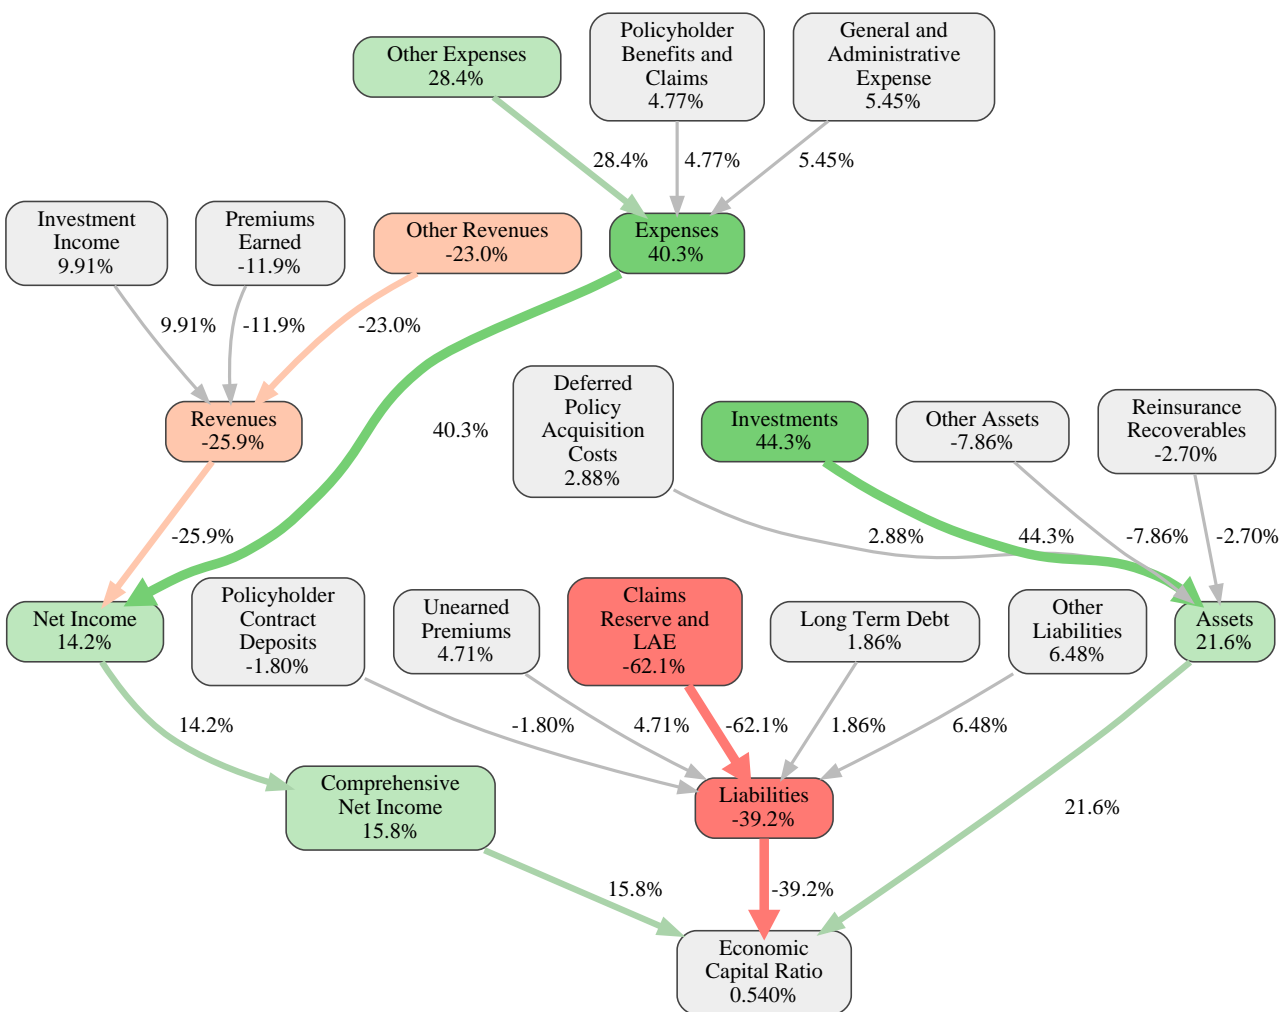 Other Expenses
28.4%
Policyholder
Benefits and
Claims
4.77%
General and
Administrative
Expense
5.45%
28.4%
4.77%
5.45%
Investment
Income
9.91%
Premiums
Earned
-11.9%
Other Revenues
-23.0%
Expenses
40.3%
9.91%
-11.9%
-23.0%
Revenues
-25.9%
40.3%
Deferred
Policy
Acquisition
Costs
2.88%
Investments
44.3%
Other Assets
-7.86%
Reinsurance
Recoverables
-2.70%
-25.9%
2.88%
44.3%
-7.86%
-2.70%
Net Income
14.2%
Policyholder
Contract
Deposits
-1.80%
Unearned
Premiums
4.71%
Claims
Reserve and
LAE
-62.1%
Long Term Debt
1.86%
Other
Liabilities
6.48%
Assets
21.6%
14.2%
-1.80%
4.71%
-62.1%
1.86%
6.48%
Comprehensive
Net Income
15.8%
Liabilities
-39.2%
21.6%
15.8%
-39.2%
Economic
Capital Ratio
0.540%